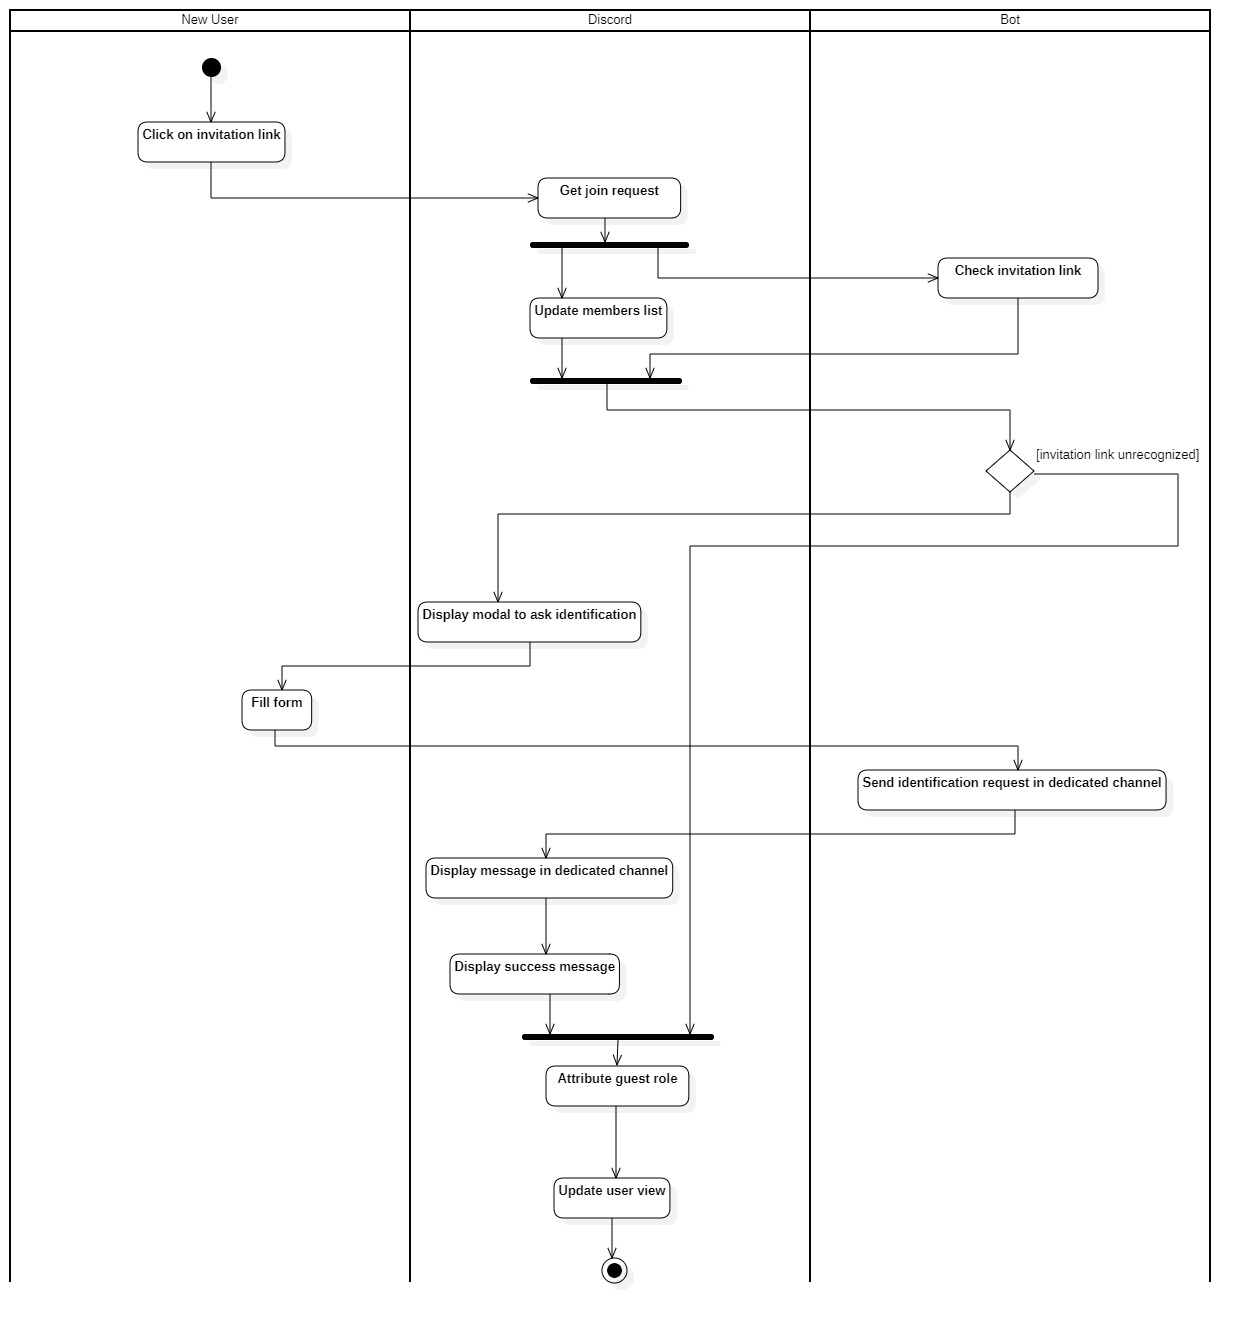 New User
Discord
Bot
Click on invitation link
Get join request
Check invitation link
Update members list
[invitation link unrecognized]
Display modal to ask identification
Fill form
Send identification request in dedicated channel
Display message in dedicated channel
Display success message
Attribute guest role
Update user view